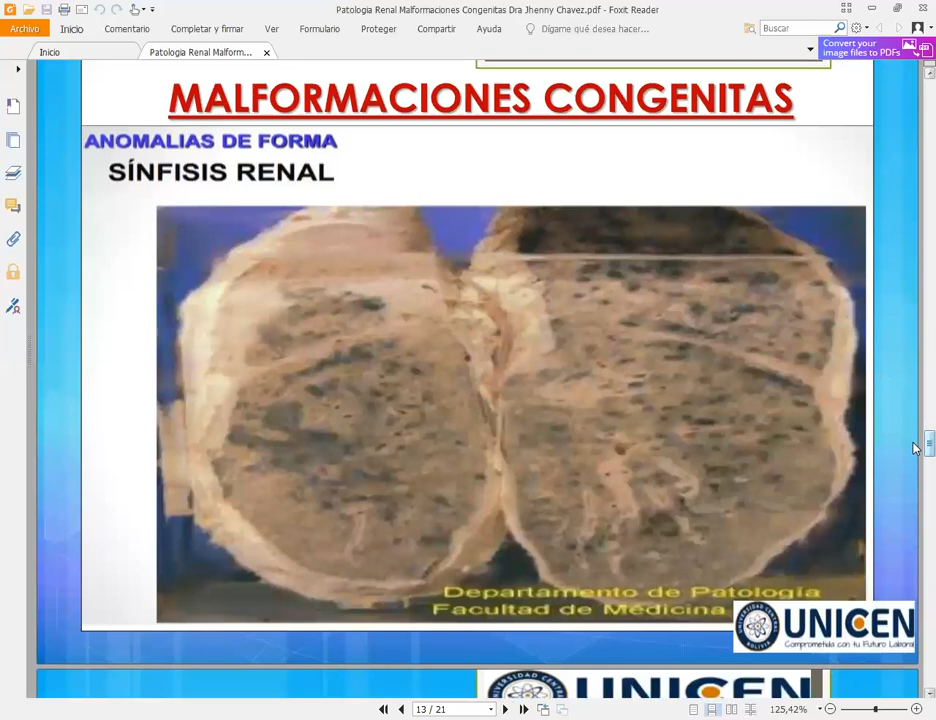 Patologia Renal Malformaciones Congenitas Dra Jhenny Chavez.pdf - Foxit Reader
Archivo Inicio Comentario Completar y firmar Ver Formulario Proteger Compartir Ayuda Dígame qué desea hacer... Buscar
Inicio Patologia Renal Malform...
Convert your
image files to PDFs
MALFORMACIONES CONGENITAS
ANOMALIAS DE FORMA
SÍNFISIS RENAL
Departamento de Patología
Facultad de Medicina
UNICEN
Comprometida con tu Futuro Laboral
UNICEN
13 / 21 125,42%